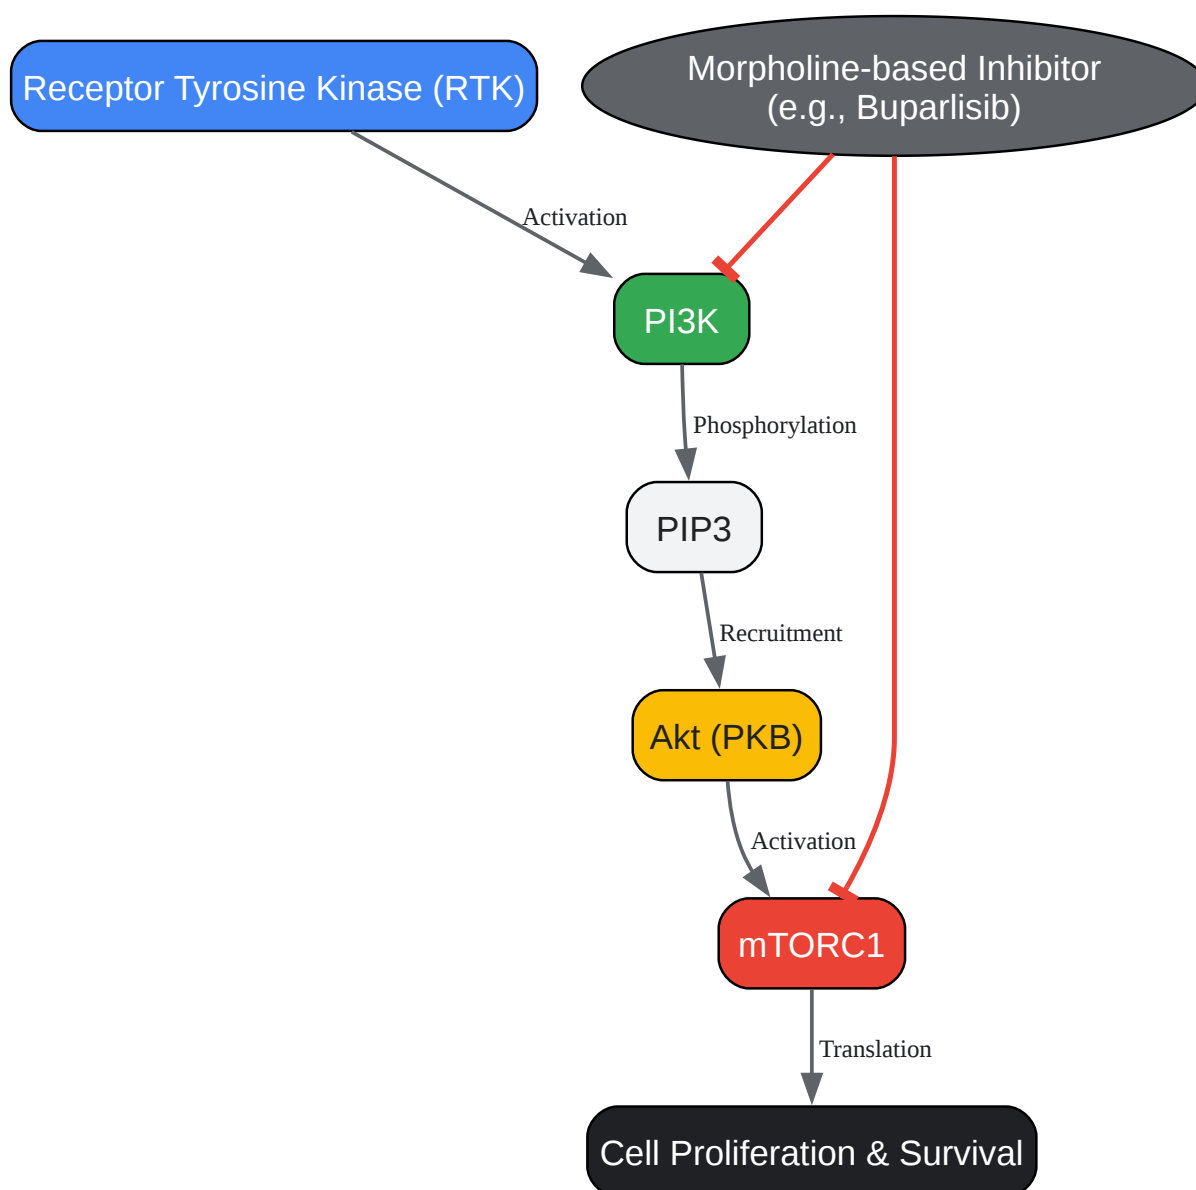 Receptor Tyrosine Kinase (RTK)
Morpholine-based Inhibitor
(e.g., Buparlisib)
Activation
PI3K
Phosphorylation
PIP3
Recruitment
Akt (PKB)
Activation
mTORC1
Translation
Cell Proliferation & Survival